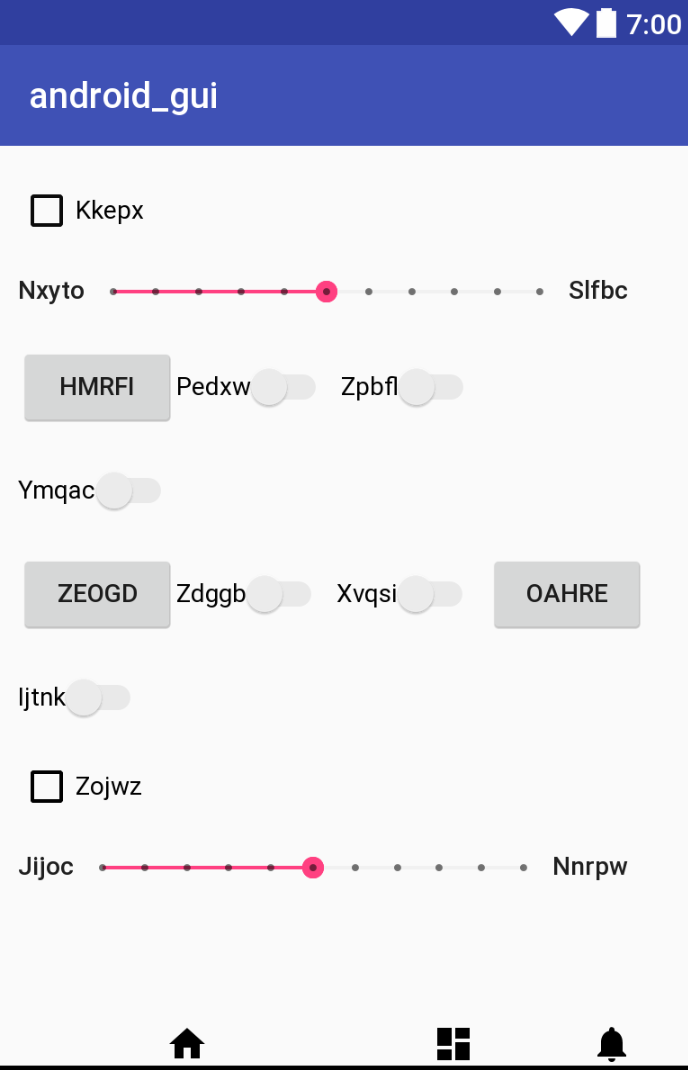 7:00
android_gui
Kkepx
Nxyto Slfbc
HMRFI Pedxw Zpbfl
Ymqac
ZEOGD Zdggb Xvqsi OAHRE
Ijtnk
Zojwz
Jijoc Nnrpw